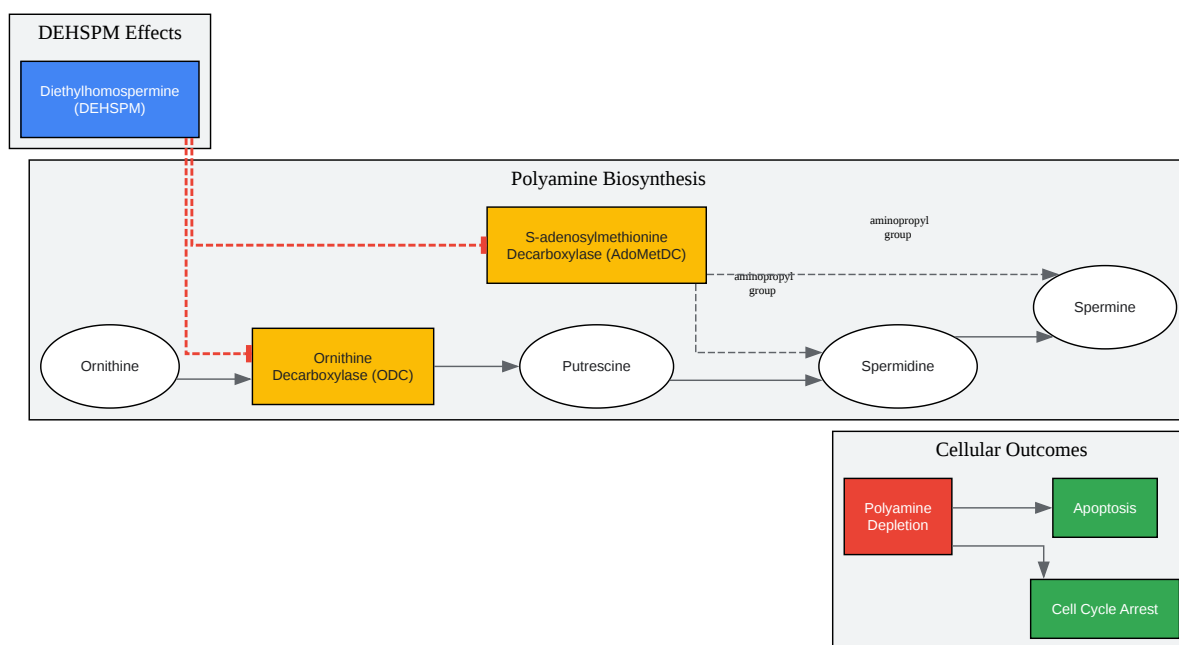 DEHSPM Effects
Diethylhomospermine
(DEHSPM)
Polyamine Biosynthesis
S-adenosylmethionine
Decarboxylase (AdoMetDC)
aminopropyl
group
aminopropyl
group
Spermine
Ornithine
Ornithine
Decarboxylase (ODC)
Putrescine
Spermidine
Cellular Outcomes
Polyamine
Depletion
Apoptosis
Cell Cycle Arrest